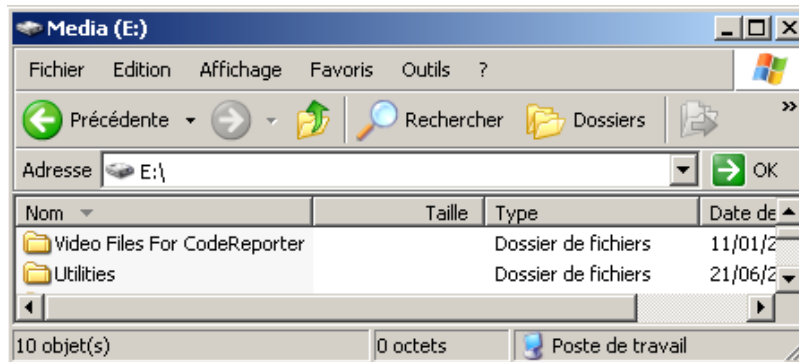 Media (E:)
Fichier Edition Affichage Favoris Outils ?
Précédente Rechercher Dossiers »
Adresse E:\ OK
Nom Taille Type Date de
Video Files For CodeReporter Dossier de fichiers 11/01/2
Utilities Dossier de fichiers 21/06/2
10 objet(s) 0 octets Poste de travail